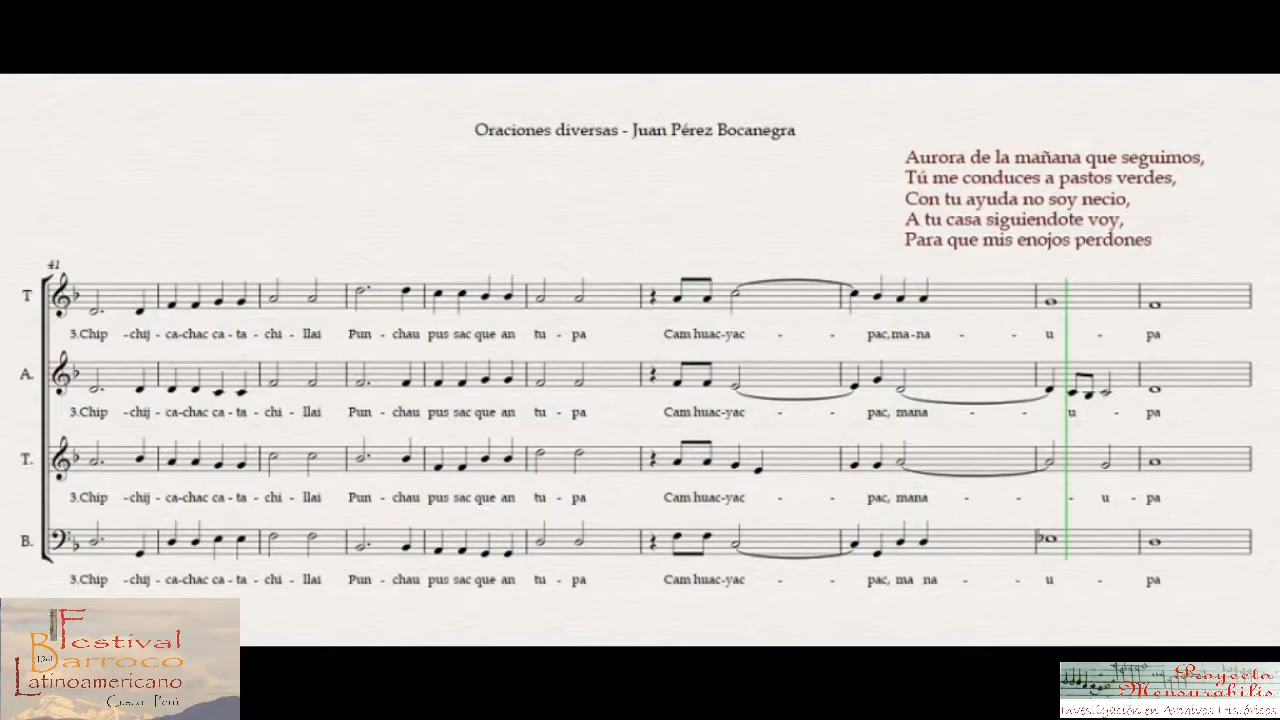 Oraciones diversas - Juan Pérez Bocanegra
Aurora de la mañana que seguimos,
Tú me conduces a pastos verdes,
Con tu ayuda no soy necio,
A tu casa siguiendote voy,
Para que mis enojos perdones
41
T
3.Chip -chij - ca-chac ca - ta - chi - llai Pun - chau pus sac que an tu - pa Cam huac-yac - - pac,ma-na - - u - pa
A.
3.Chip -chij - ca-chac ca - ta - chi - llai Pun - chau pus sac que an tu - pa Cam huac-yac - - pac, mana - - u - pa
T.
3.Chip -chij - ca-chac ca - ta - chi - llai Pun - chau pus sac que an tu - pa Cam huac-yac - - pac, mana - - - u - pa
B.
3.Chip -chij - ca-chac ca - ta - chi - llai Pun - chau pus sac que an tu - pa Cam huac-yac - - pac, ma na - - u - pa
Festival
Barroco
Latinoamericano
Cusco Perú
Proyecto
Mensurabilis
Investigación en Archivos Históricos